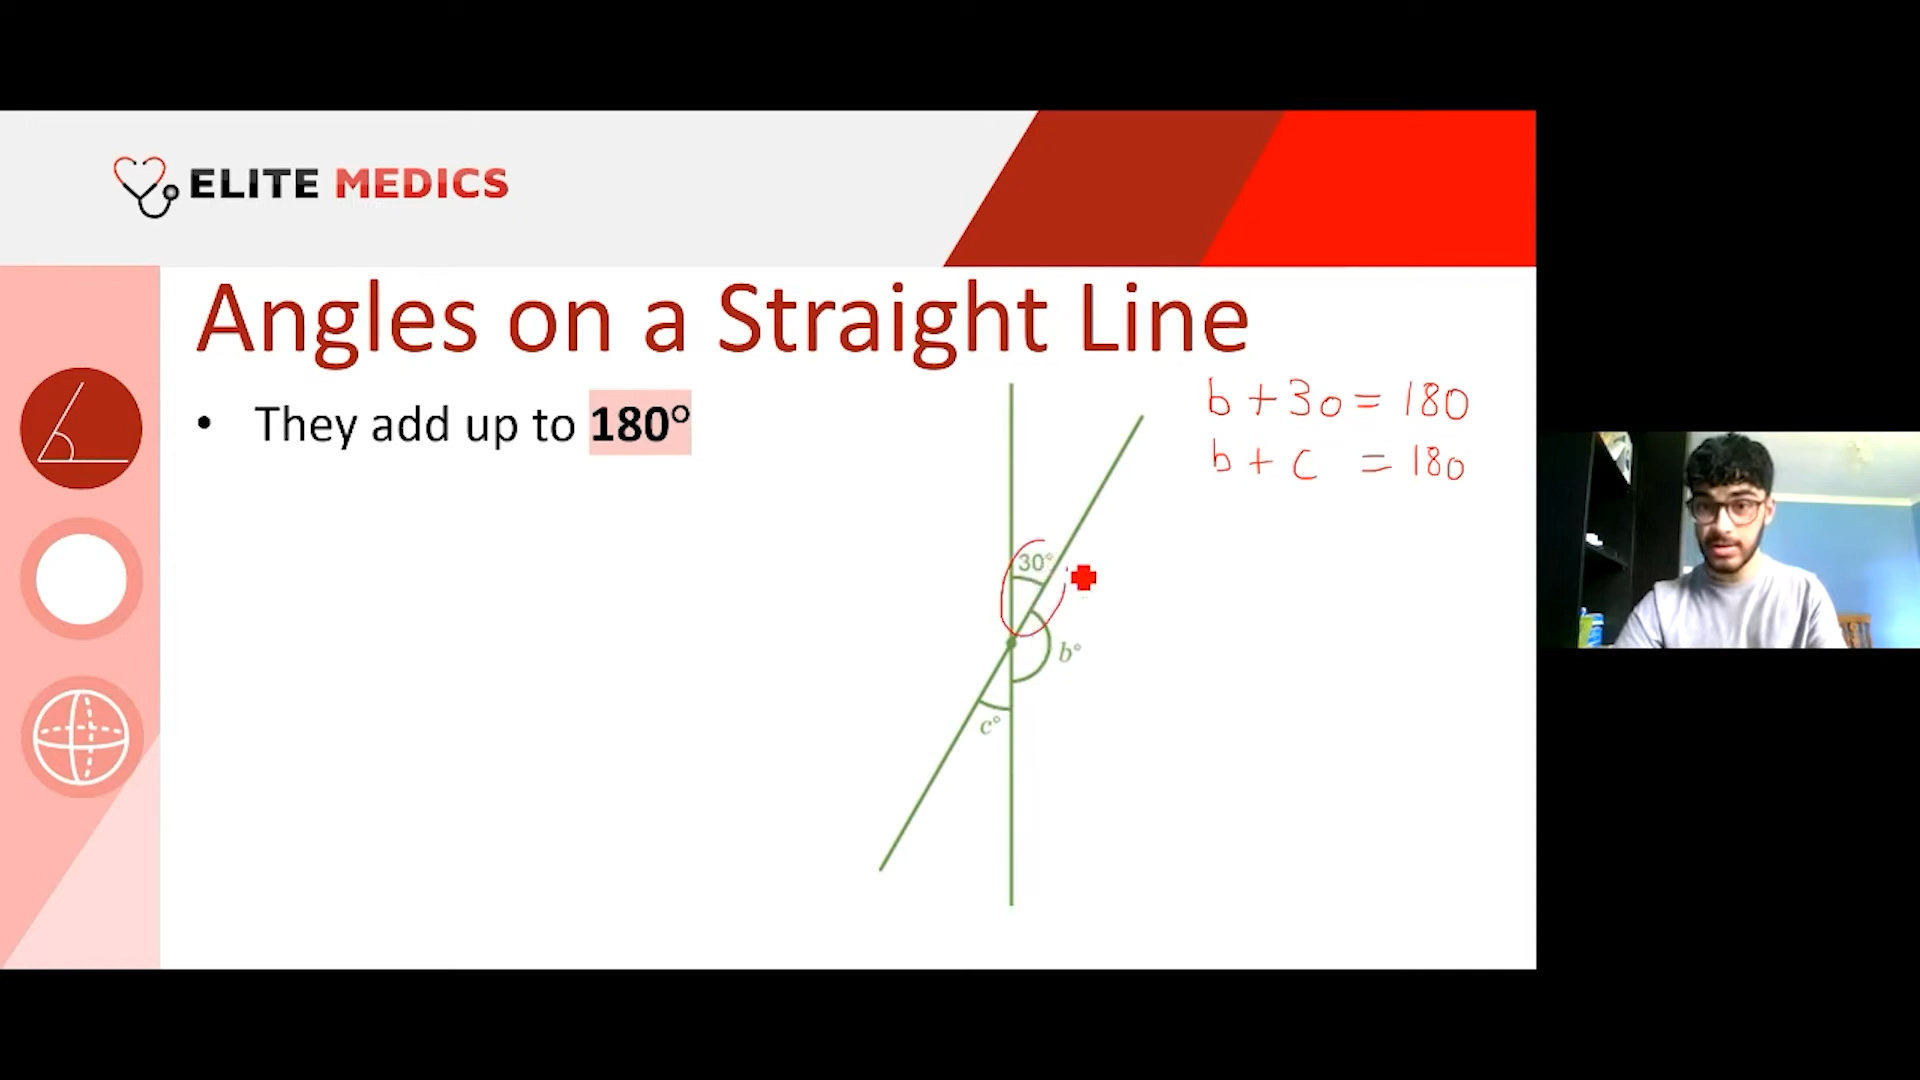 ELITE MEDICS
Angles on a Straight Line
• They add up to 180°
b + 30 = 180
b + c = 180
30°
b°
c°